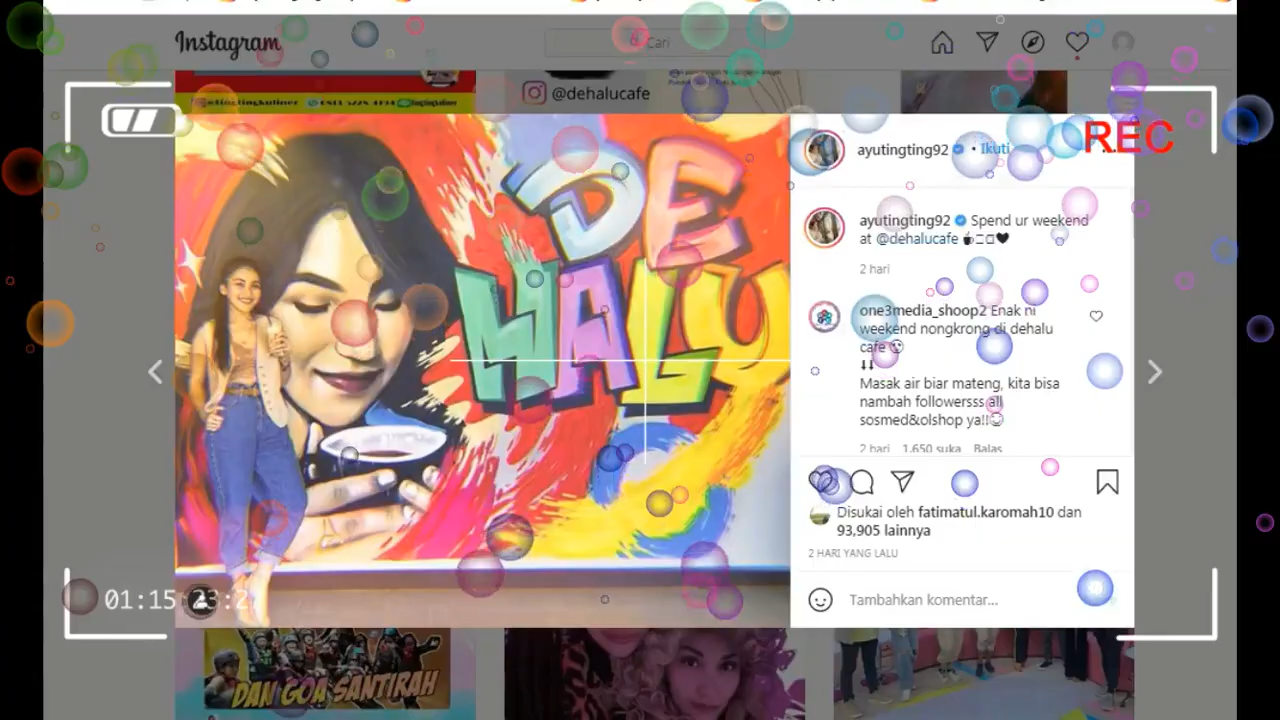 Instagram
Cari
@dehalucafe
REC
ayutingting92 • Ikuti
DE
HALU
ayutingting92 Spend ur weekend
at @dehalucafe
2 hari
one3media_shoop2 Enak ni
weekend nongkrong di dehalu
cafe
Masak air biar mateng, kita bisa
nambah followersss all
sosmed&olshop ya!!
2 hari 1.650 suka Balas
Disukai oleh fatimatul.karomah10 dan
93,905 lainnya
2 HARI YANG LALU
Tambahkan komentar...
01:15:23:2
DAN GOA SANTIRAH